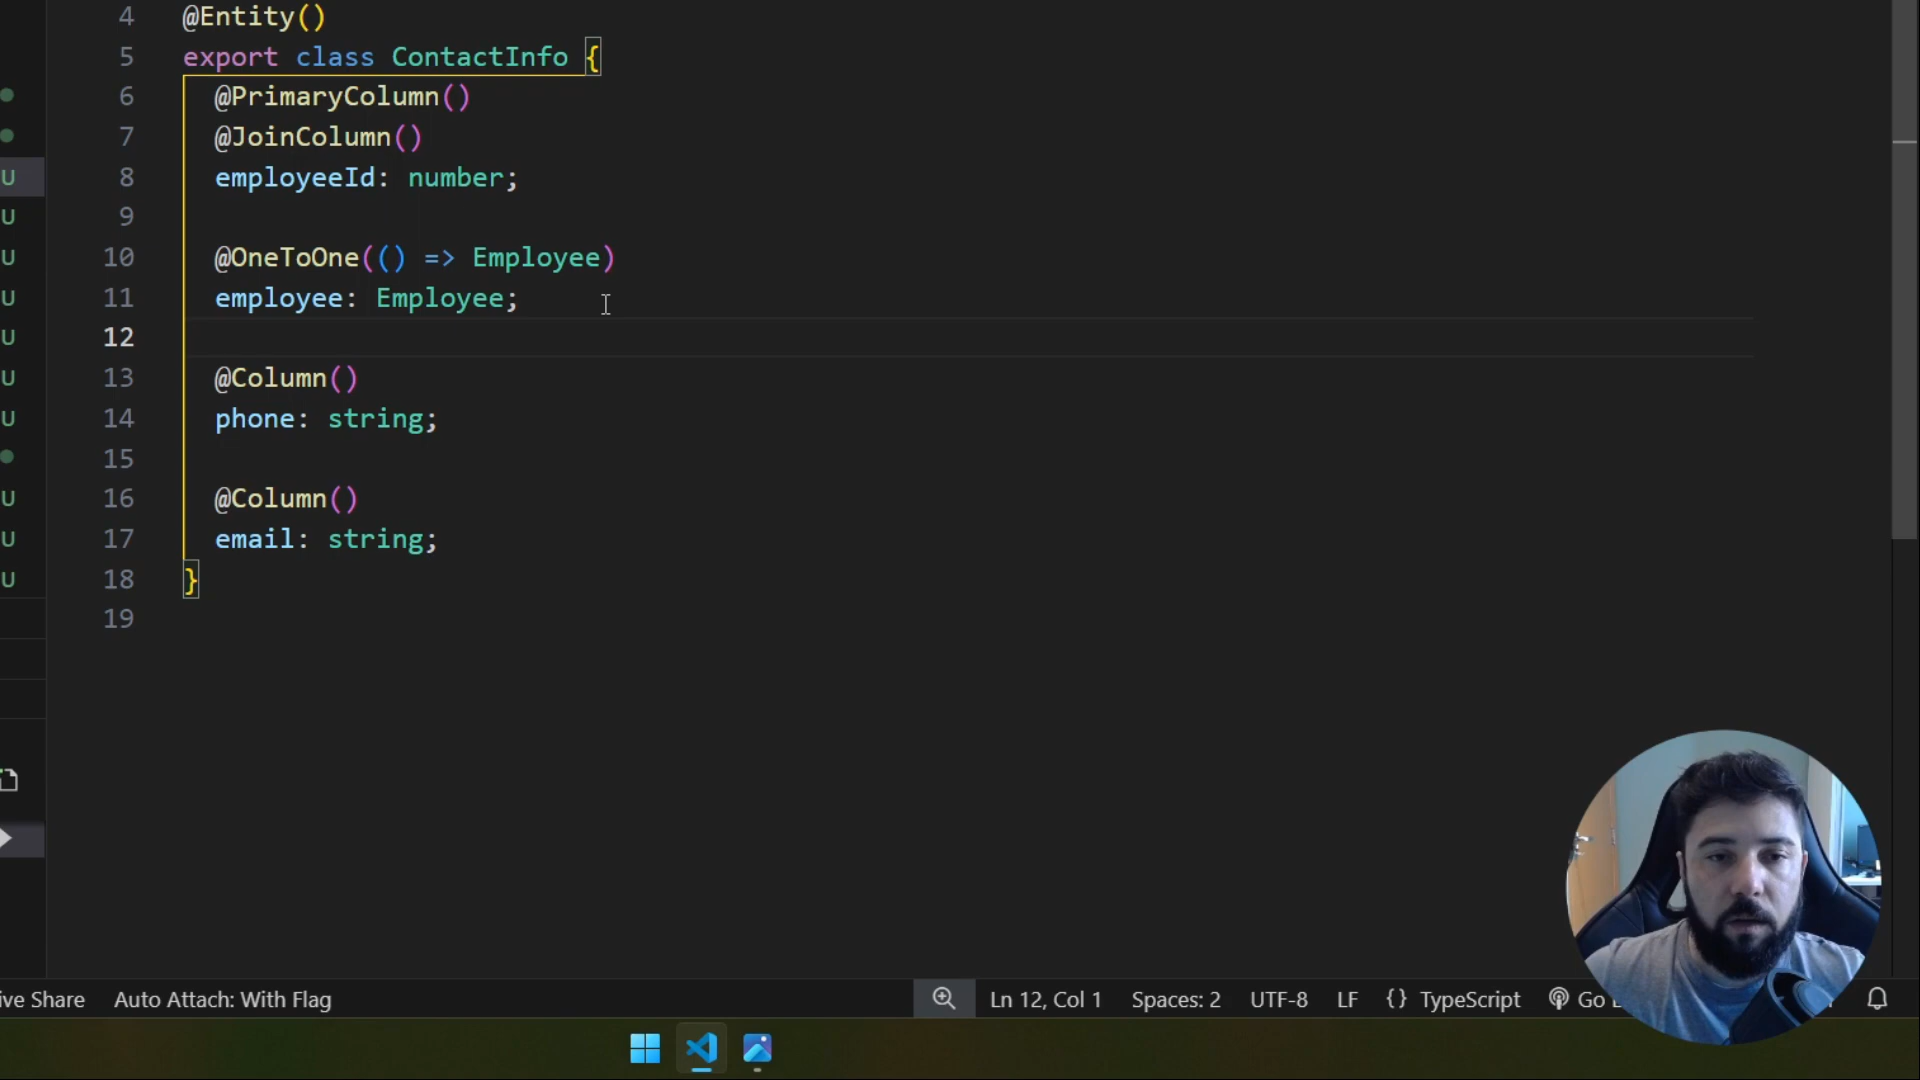 4 @Entity()
5 export class ContactInfo {
6 @PrimaryColumn()
7 @JoinColumn()
8 employeeId: number;
9
10 @OneToOne(() => Employee)
11 employee: Employee;
12
13 @Column()
14 phone: string;
15
16 @Column()
17 email: string;
18 }
19
U
U
U
U
U
U
U
U
U
U
ive Share Auto Attach: With Flag Ln 12, Col 1 Spaces: 2 UTF-8 LF {} TypeScript Go